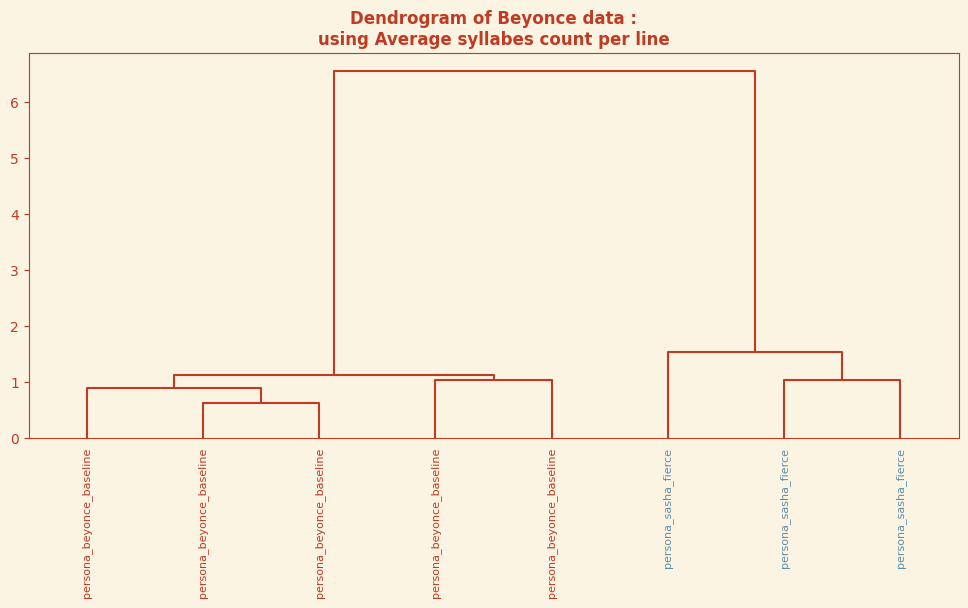 Dendrogram of Beyonce data :
using Average syllabes count per line
6
5
4
3
2
1
0
persona_beyonce_baseline
persona_beyonce_baseline
persona_beyonce_baseline
persona_beyonce_baseline
persona_beyonce_baseline
persona_sasha_fierce
persona_sasha_fierce
persona_sasha_fierce